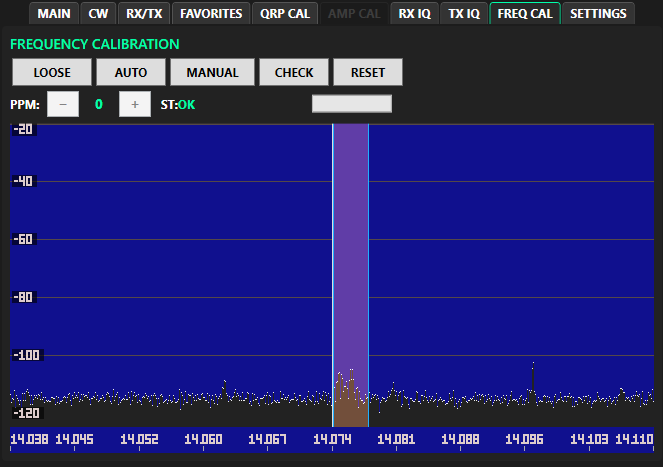 MAIN CW RX/TX FAVORITES QRP CAL AMP CAL RX IQ TX IQ FREQ CAL SETTINGS
FREQUENCY CALIBRATION
LOOSE AUTO MANUAL CHECK RESET
PPM: − 0 + ST:OK
-20
-40
-60
-80
-100
-120
14.038 14.045 14.052 14.060 14.067 14.074 14.081 14.088 14.096 14.103 14.110